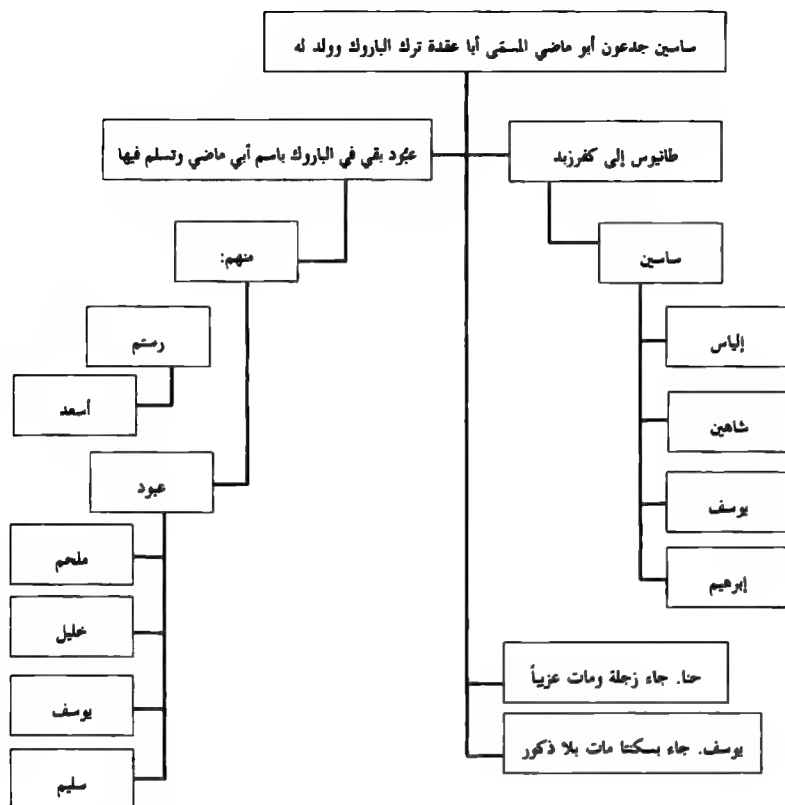 ساسين جدعون أبو ماضي المسمّى أبا عقدة ترك الباروك وولد له
طانيوس إلى كفرزبد
عبّود بقي في الباروك باسم أبي ماضي وتسلم فيها
ساسين
منهم:
إلياس
رستم
أسعد
شاهين
عبود
يوسف
ملحم
إبرهيم
خليل
حنا. جاء زحلة ومات عزيباً
يوسف
يوسف. جاء بسكنتا مات بلا ذكور
سليم